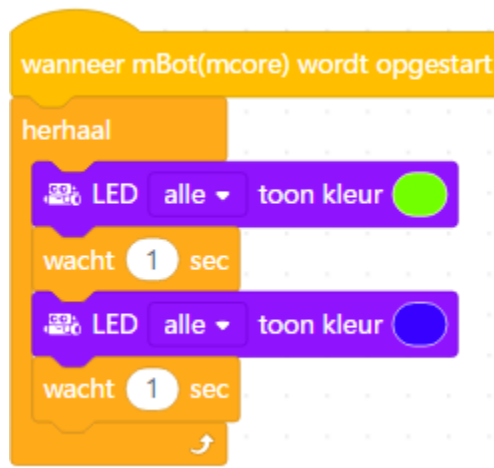 wanneer mBot(mcore) wordt opgestart
herhaal
LED alle toon kleur
wacht 1 sec
LED alle toon kleur
wacht 1 sec